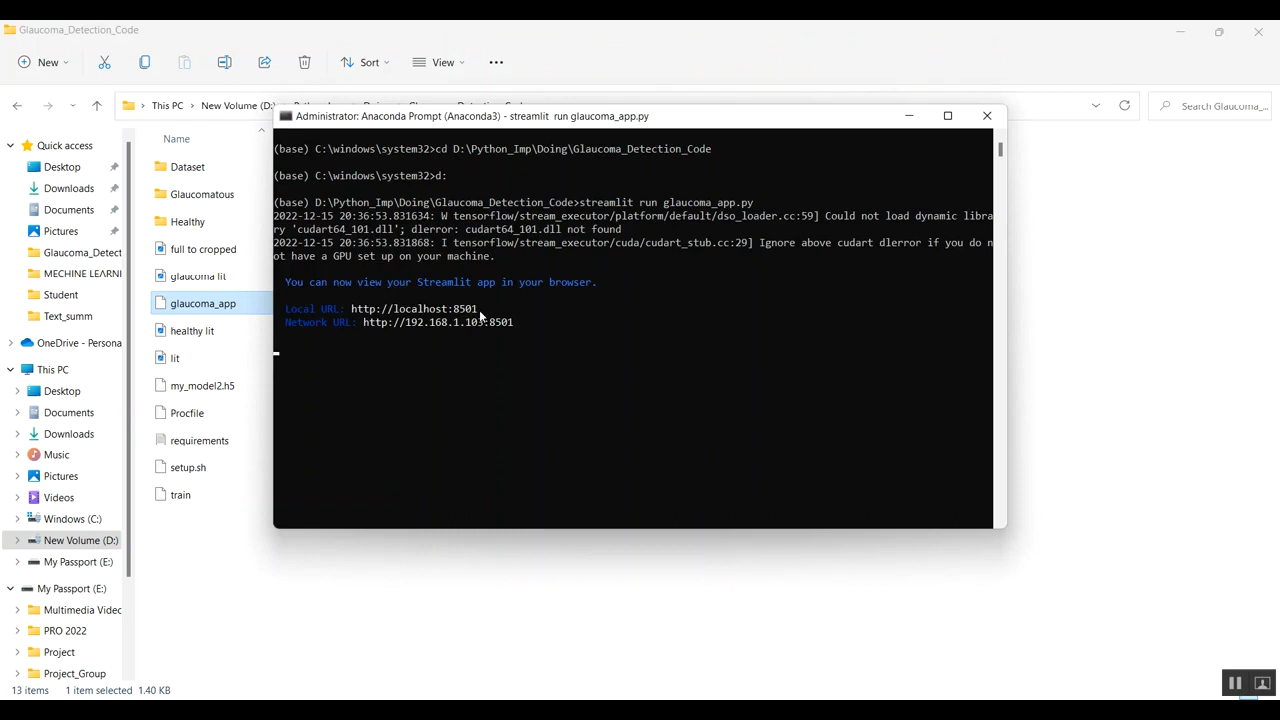 Glaucoma_Detection_Code
New
Sort
View
This PC
New Volume (D:)
Search Glaucoma_...
Administrator: Anaconda Prompt (Anaconda3) - streamlit run glaucoma_app.py
(base) C:\windows\system32>cd D:\Python_Imp\Doing\Glaucoma_Detection_Code
(base) C:\windows\system32>d:
(base) D:\Python_Imp\Doing\Glaucoma_Detection_Code>streamlit run glaucoma_app.py
2022-12-15 20:36:53.831634: W tensorflow/stream_executor/platform/default/dso_loader.cc:59] Could not load dynamic libra
ry 'cudart64_101.dll'; dlerror: cudart64_101.dll not found
2022-12-15 20:36:53.831868: I tensorflow/stream_executor/cuda/cudart_stub.cc:29] Ignore above cudart dlerror if you do n
ot have a GPU set up on your machine.
You can now view your Streamlit app in your browser.
Local URL: http://localhost:8501
Network URL: http://192.168.1.103:8501
Quick access
Desktop
Downloads
Documents
Pictures
Glaucoma_Detect
MECHINE LEARNI
Student
Text_summ
OneDrive - Persona
This PC
Desktop
Documents
Downloads
Music
Pictures
Videos
Windows (C:)
New Volume (D:)
My Passport (E:)
My Passport (E:)
Multimedia Videc
PRO 2022
Project
Project_Group
Name
Dataset
Glaucomatous
Healthy
full to cropped
glaucoma lit
glaucoma_app
healthy lit
lit
my_model2.h5
Procfile
requirements
setup.sh
train
13 items 1 item selected 1.40 KB